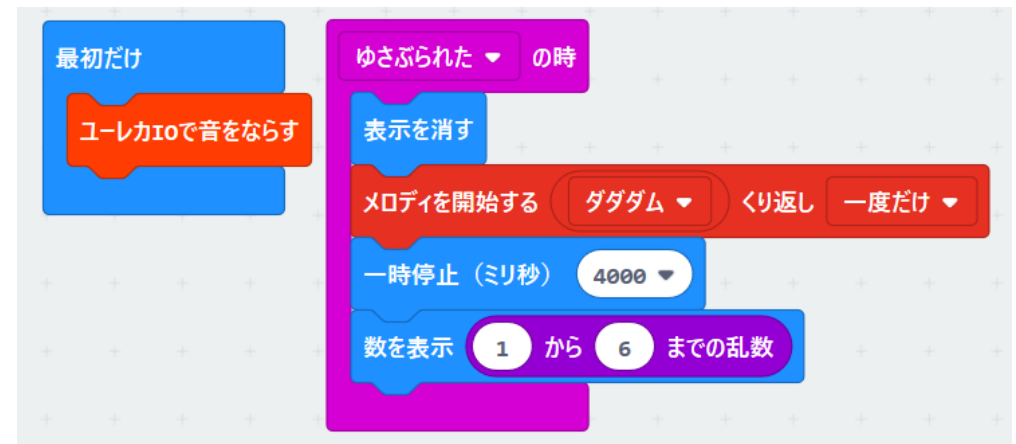 最初だけ
ユーレカIOで音をならす
ゆさぶられた の時
表示を消す
メロディを開始する ダダダム くり返し 一度だけ
一時停止（ミリ秒） 4000
数を表示 1 から 6 までの乱数